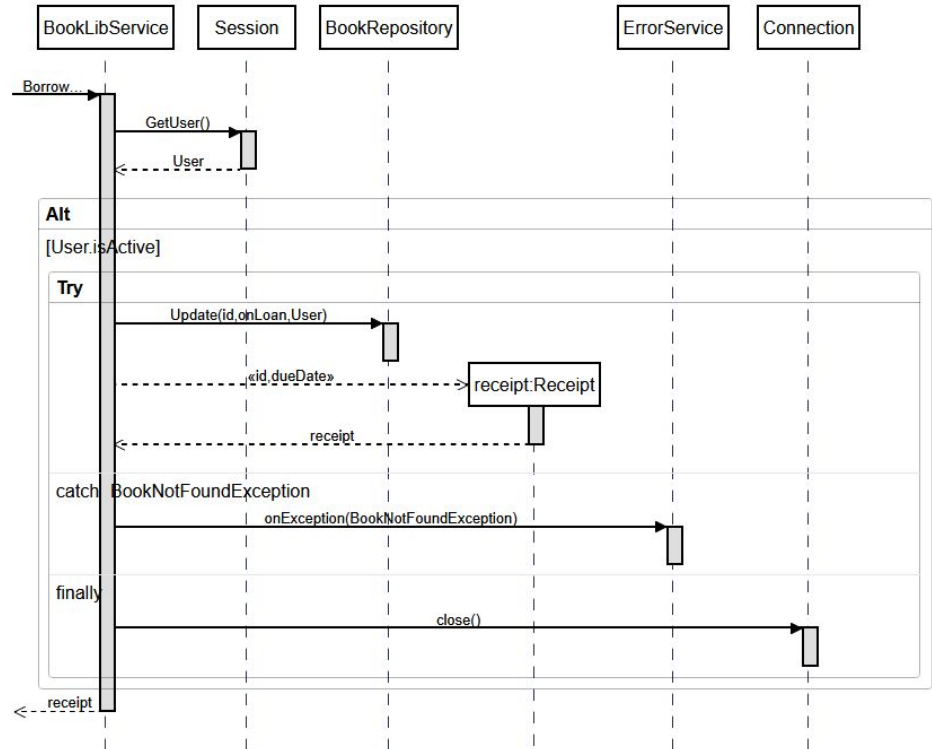 BookLibService Session BookRepository ErrorService Connection
Borrow...
GetUser()
User
Alt
[User.isActive]
Try
Update(id,onLoan,User)
«id,dueDate»
receipt:Receipt
receipt
catch BookNotFoundException
onException(BookNotFoundException)
finally
close()
receipt